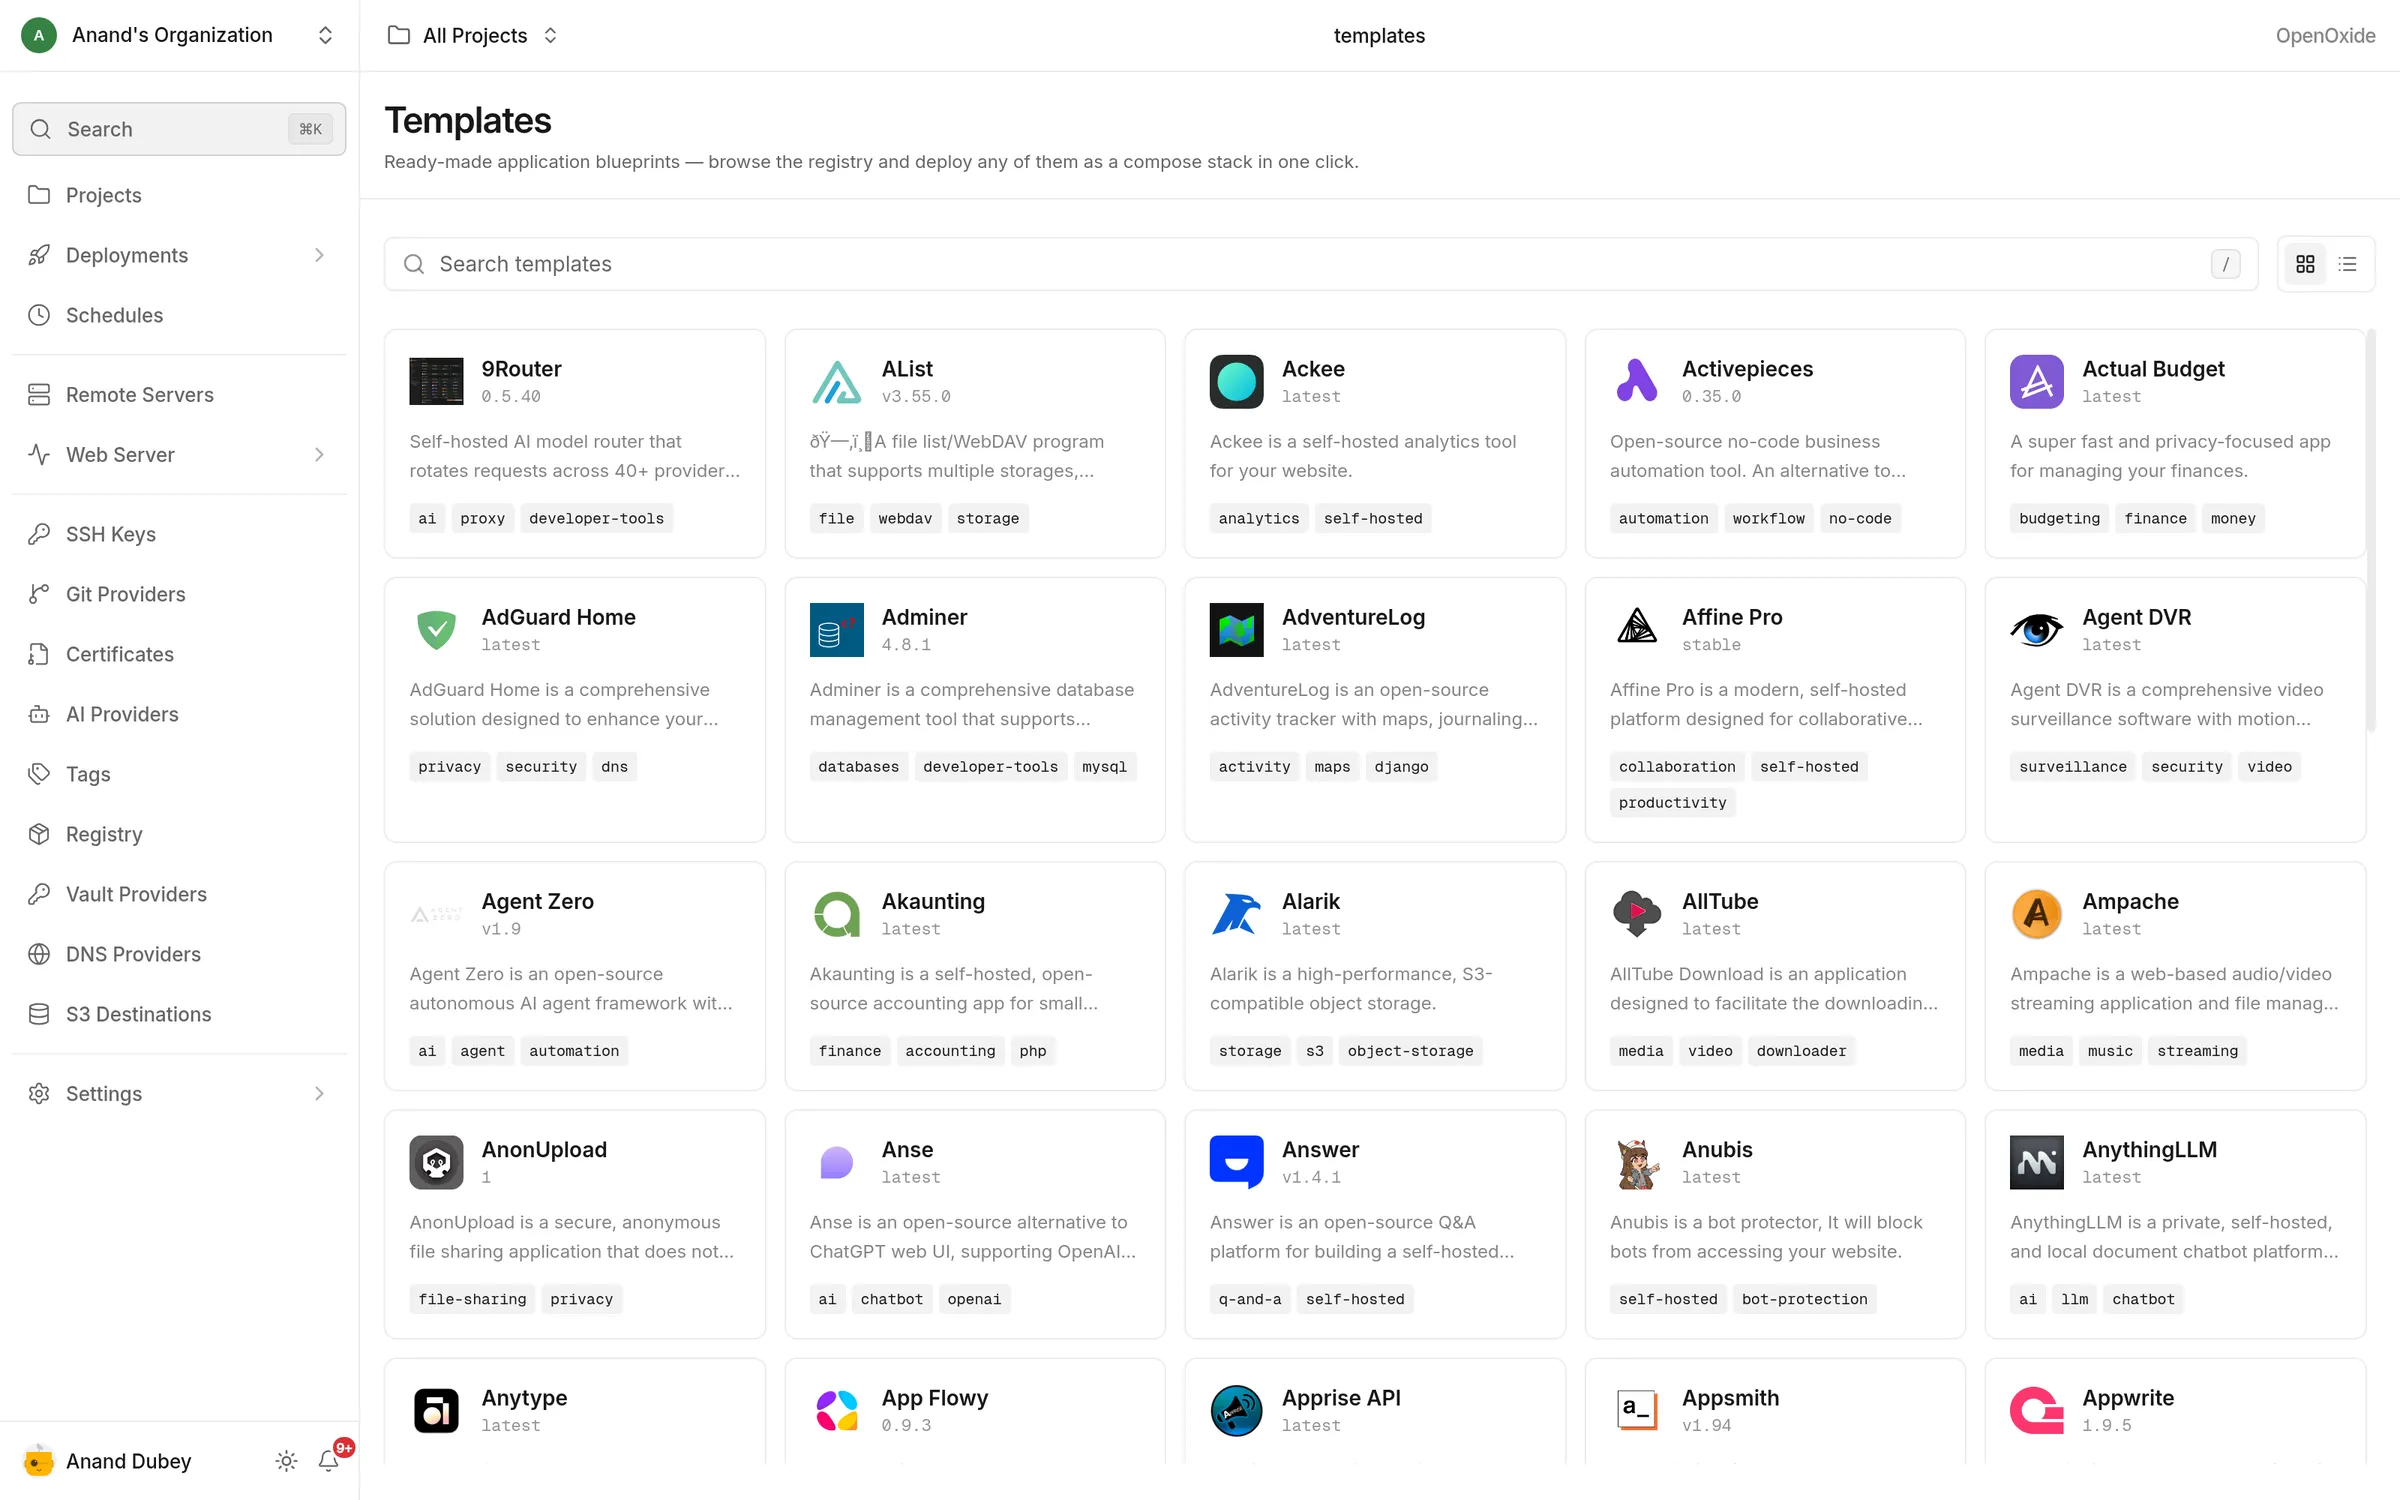 A Anand's Organization
All Projects
templates
OpenOxide
Search ⌘K
Projects
Deployments
Schedules
Remote Servers
Web Server
SSH Keys
Git Providers
Certificates
AI Providers
Tags
Registry
Vault Providers
DNS Providers
S3 Destinations
Settings
Anand Dubey 9+
Templates
Ready-made application blueprints — browse the registry and deploy any of them as a compose stack in one click.
Search templates /
9Router
0.5.40
Self-hosted AI model router that
rotates requests across 40+ provider...
ai proxy developer-tools
AList
v3.55.0
A file list/WebDAV program
that supports multiple storages,...
file webdav storage
Ackee
latest
Ackee is a self-hosted analytics tool
for your website.
analytics self-hosted
Activepieces
0.35.0
Open-source no-code business
automation tool. An alternative to...
automation workflow no-code
Actual Budget
latest
A super fast and privacy-focused app
for managing your finances.
budgeting finance money
AdGuard Home
latest
AdGuard Home is a comprehensive
solution designed to enhance your...
privacy security dns
Adminer
4.8.1
Adminer is a comprehensive database
management tool that supports...
databases developer-tools mysql
AdventureLog
latest
AdventureLog is an open-source
activity tracker with maps, journaling...
activity maps django
Affine Pro
stable
Affine Pro is a modern, self-hosted
platform designed for collaborative...
collaboration self-hosted
productivity
Agent DVR
latest
Agent DVR is a comprehensive video
surveillance software with motion...
surveillance security video
AGENT
ZERO
Agent Zero
v1.9
Agent Zero is an open-source
autonomous AI agent framework wit...
ai agent automation
Akaunting
latest
Akaunting is a self-hosted, open-
source accounting app for small...
finance accounting php
Alarik
latest
Alarik is a high-performance, S3-
compatible object storage.
storage s3 object-storage
AllTube
latest
AllTube Download is an application
designed to facilitate the downloadin...
media video downloader
Ampache
latest
Ampache is a web-based audio/video
streaming application and file manag...
media music streaming
AnonUpload
1
AnonUpload is a secure, anonymous
file sharing application that does not...
file-sharing privacy
Anse
latest
Anse is an open-source alternative to
ChatGPT web UI, supporting OpenAI...
ai chatbot openai
Answer
v1.4.1
Answer is an open-source Q&A
platform for building a self-hosted...
q-and-a self-hosted
Anubis
latest
Anubis is a bot protector, It will block
bots from accessing your website.
self-hosted bot-protection
AnythingLLM
latest
AnythingLLM is a private, self-hosted,
and local document chatbot platform...
ai llm chatbot
Anytype
latest
App Flowy
0.9.3
Apprise API
latest
a_
Appsmith
v1.94
Appwrite
1.9.5